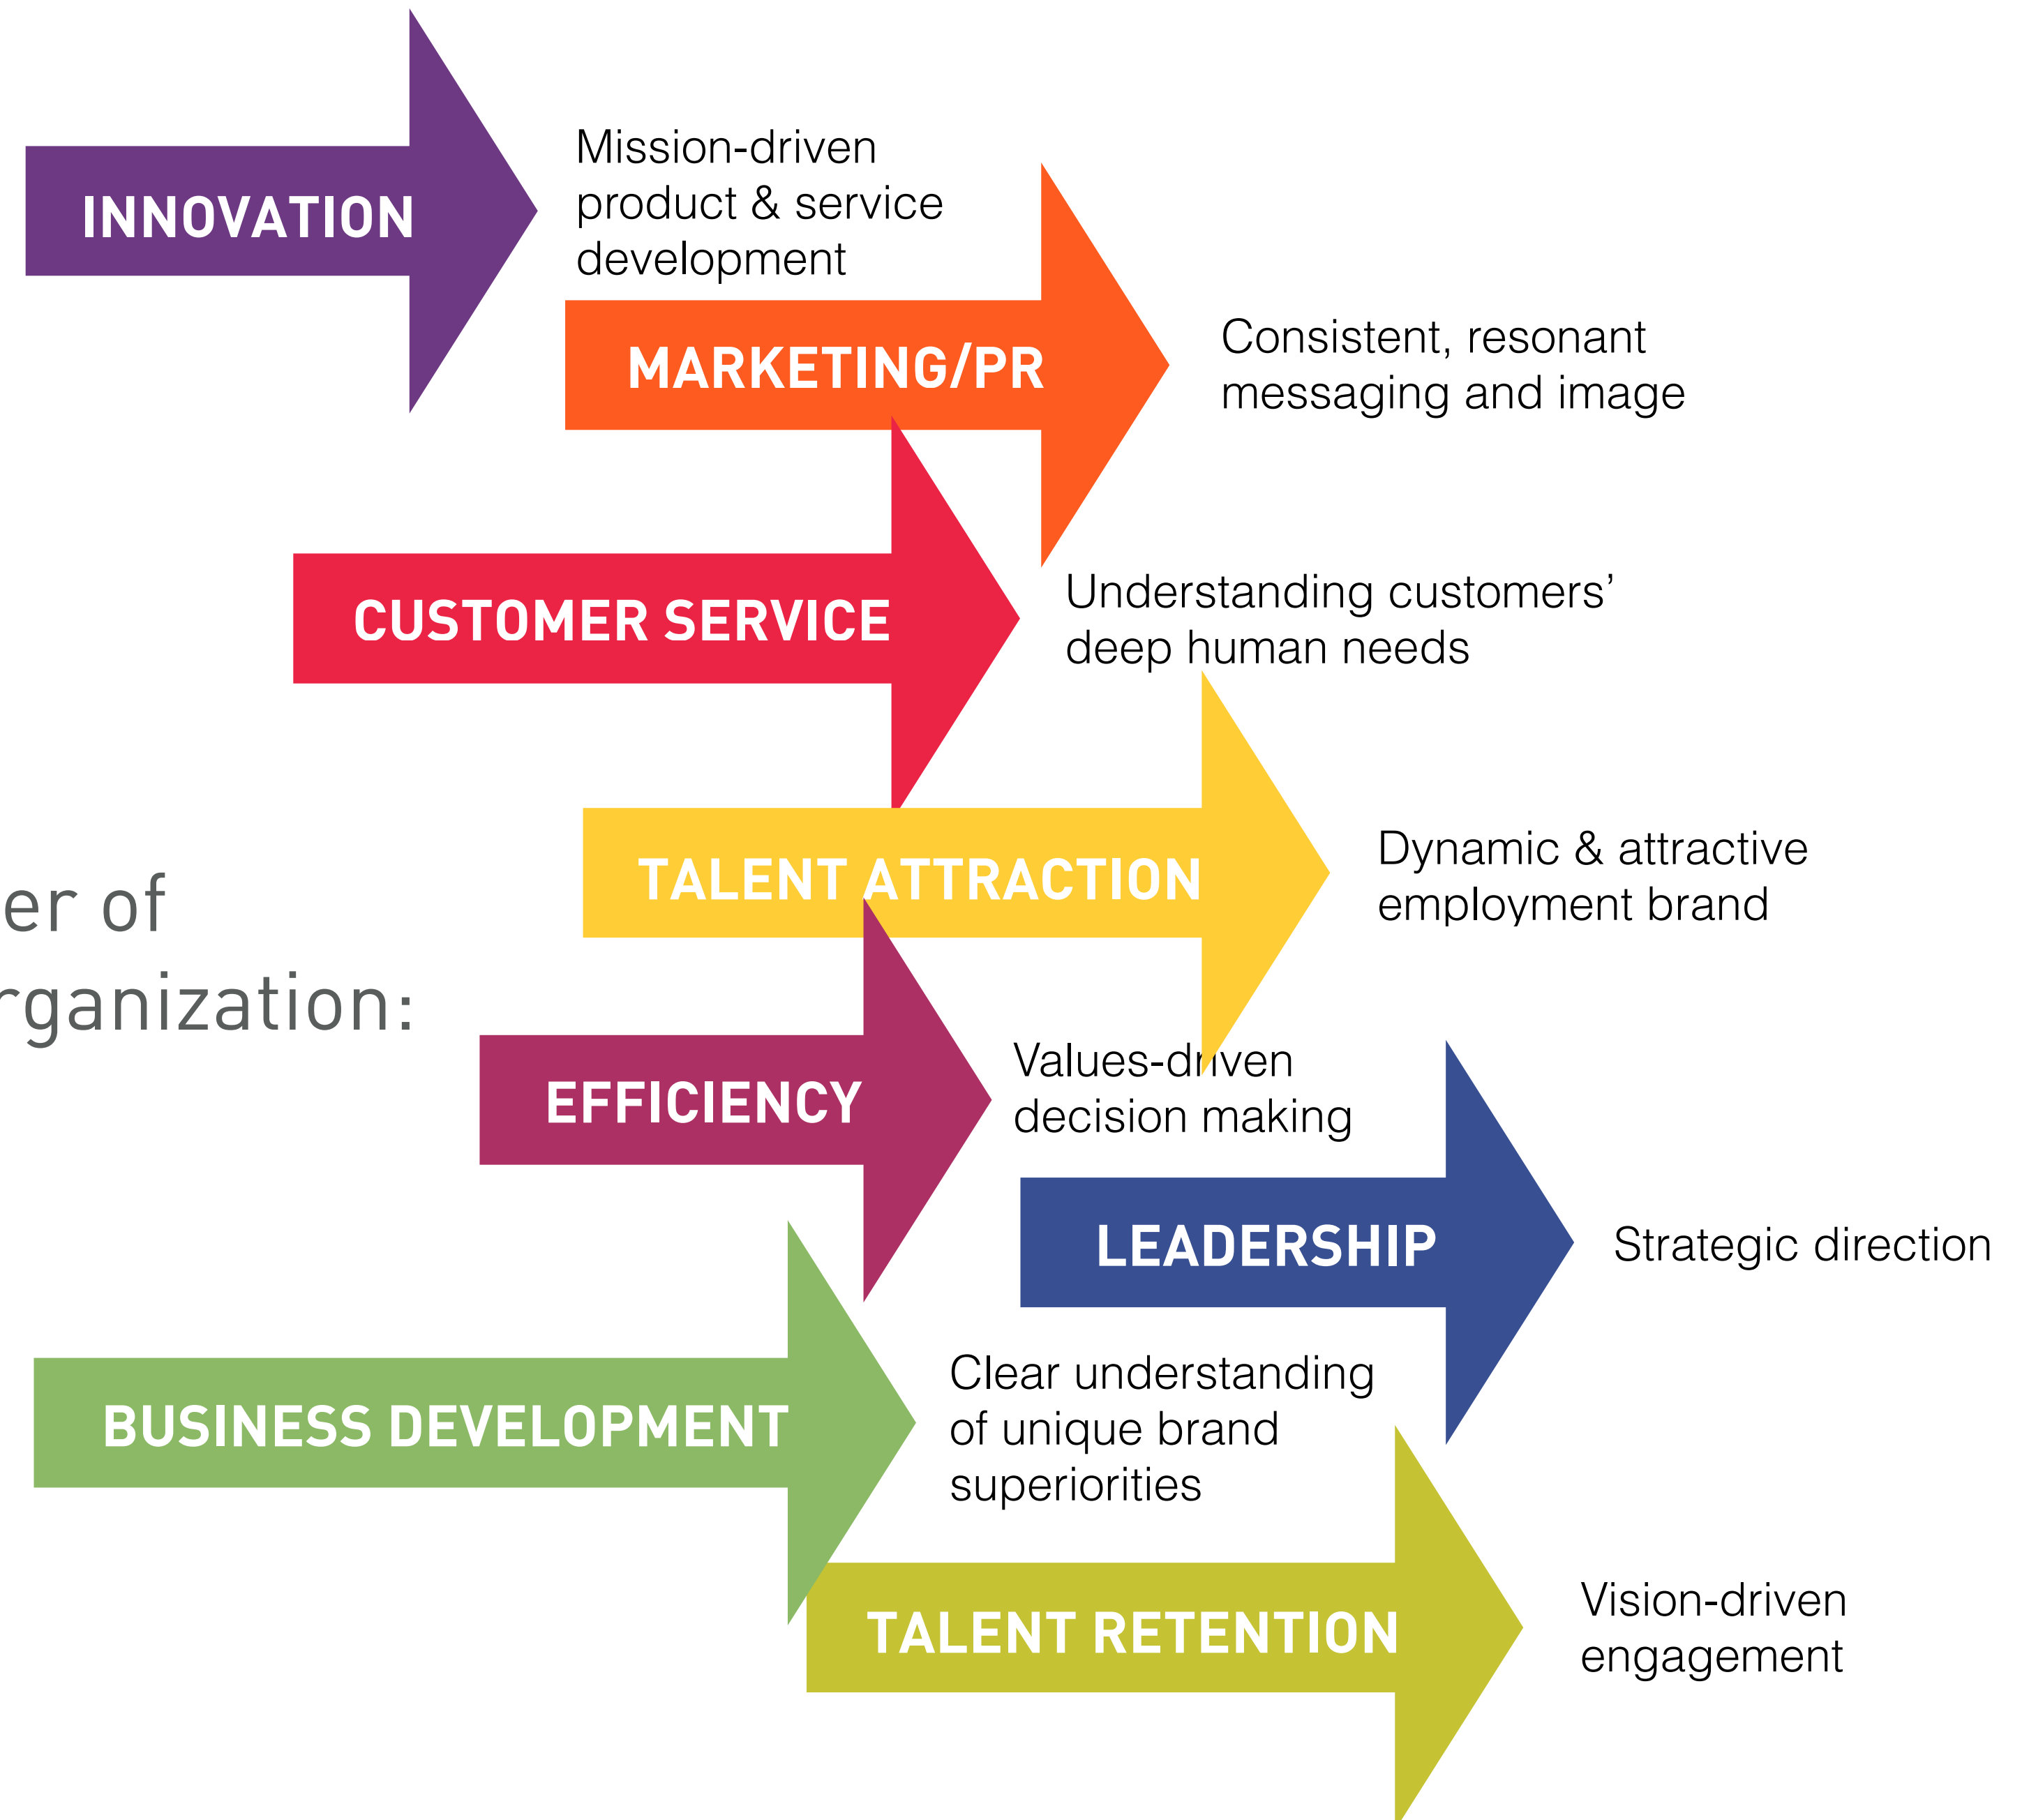 INNOVATION
Mission-driven
product & service
development
MARKETING/PR
Consistent, resonant
messaging and image
CUSTOMER SERVICE
Understanding customers’
deep human needs
TALENT ATTRACTION
Dynamic & attractive
employment brand
er of
rganization:
EFFICIENCY
Values-driven
decision making
LEADERSHIP
Strategic direction
BUSINESS DEVELOPMENT
Clear understanding
of unique brand
superiorities
TALENT RETENTION
Vision-driven
engagement